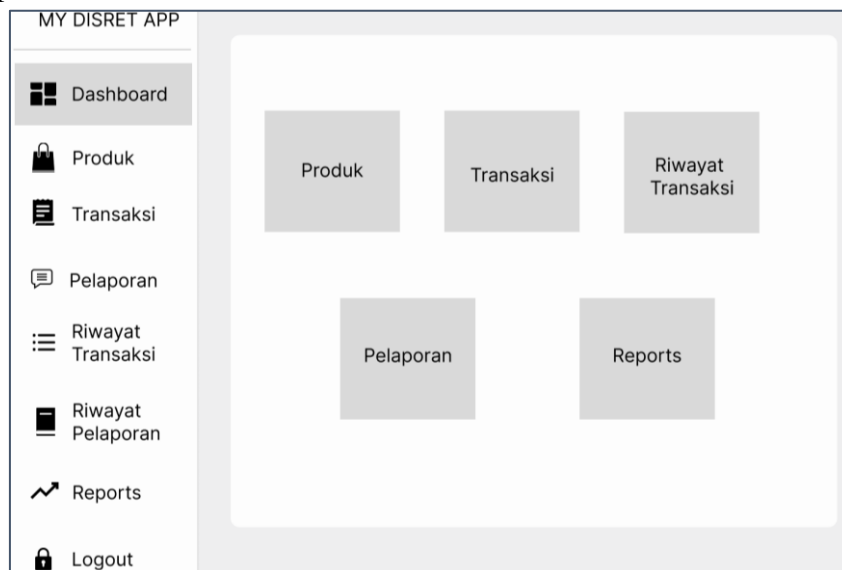 MY DISRET APP
Dashboard
Produk
Transaksi
Pelaporan
Riwayat
Transaksi
Riwayat
Pelaporan
Reports
Logout
Produk
Transaksi
Riwayat
Transaksi
Pelaporan
Reports